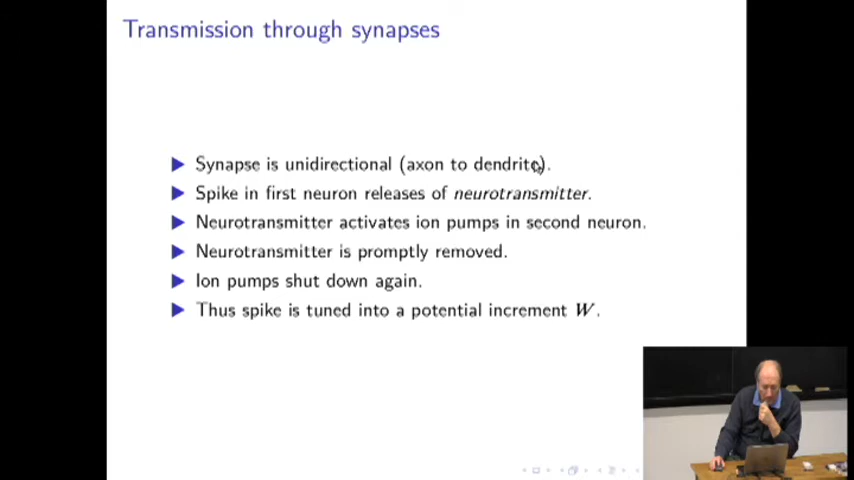 Transmission through synapses
Synapse is unidirectional (axon to dendrite).
Spike in first neuron releases of neurotransmitter.
Neurotransmitter activates ion pumps in second neuron.
Neurotransmitter is promptly removed.
Ion pumps shut down again.
Thus spike is tuned into a potential increment W.